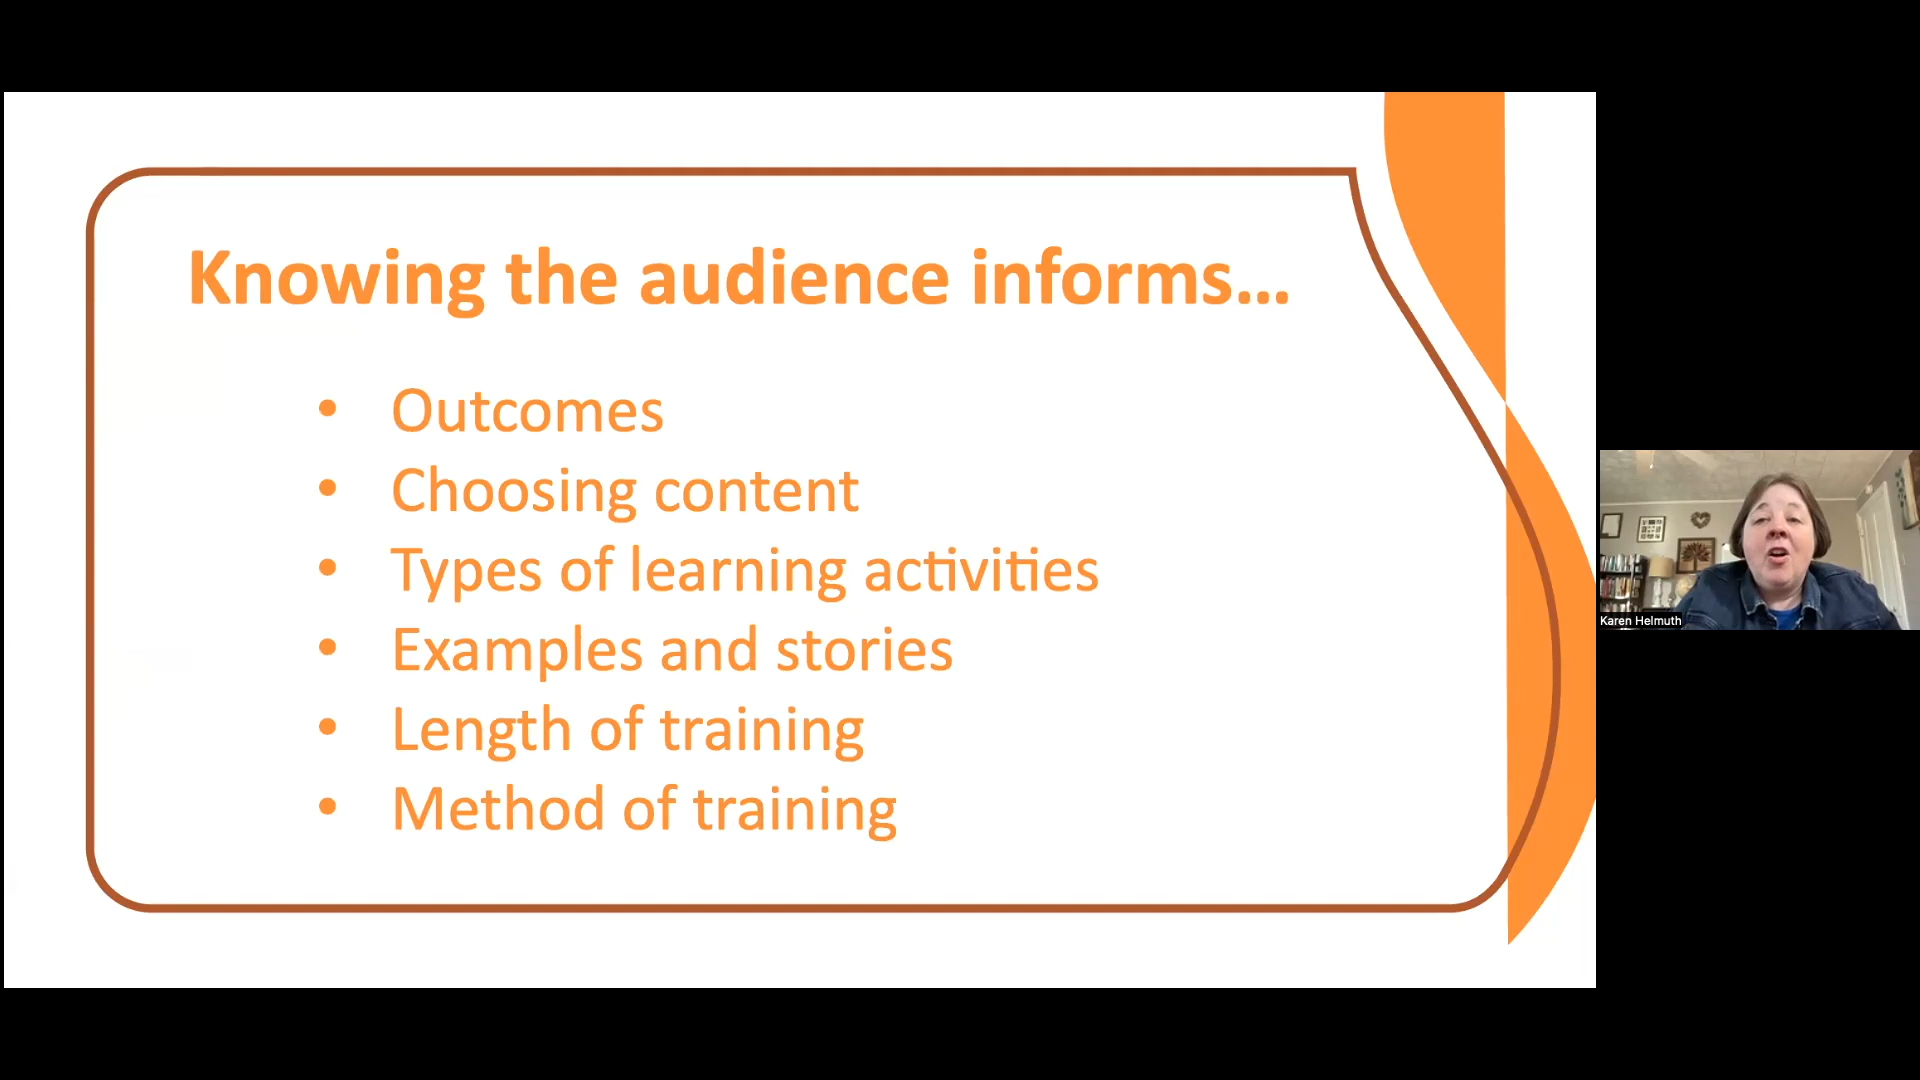 Knowing the audience informs...
• Outcomes
• Choosing content
• Types of learning activities
• Examples and stories
• Length of training
• Method of training
Karen Helmuth